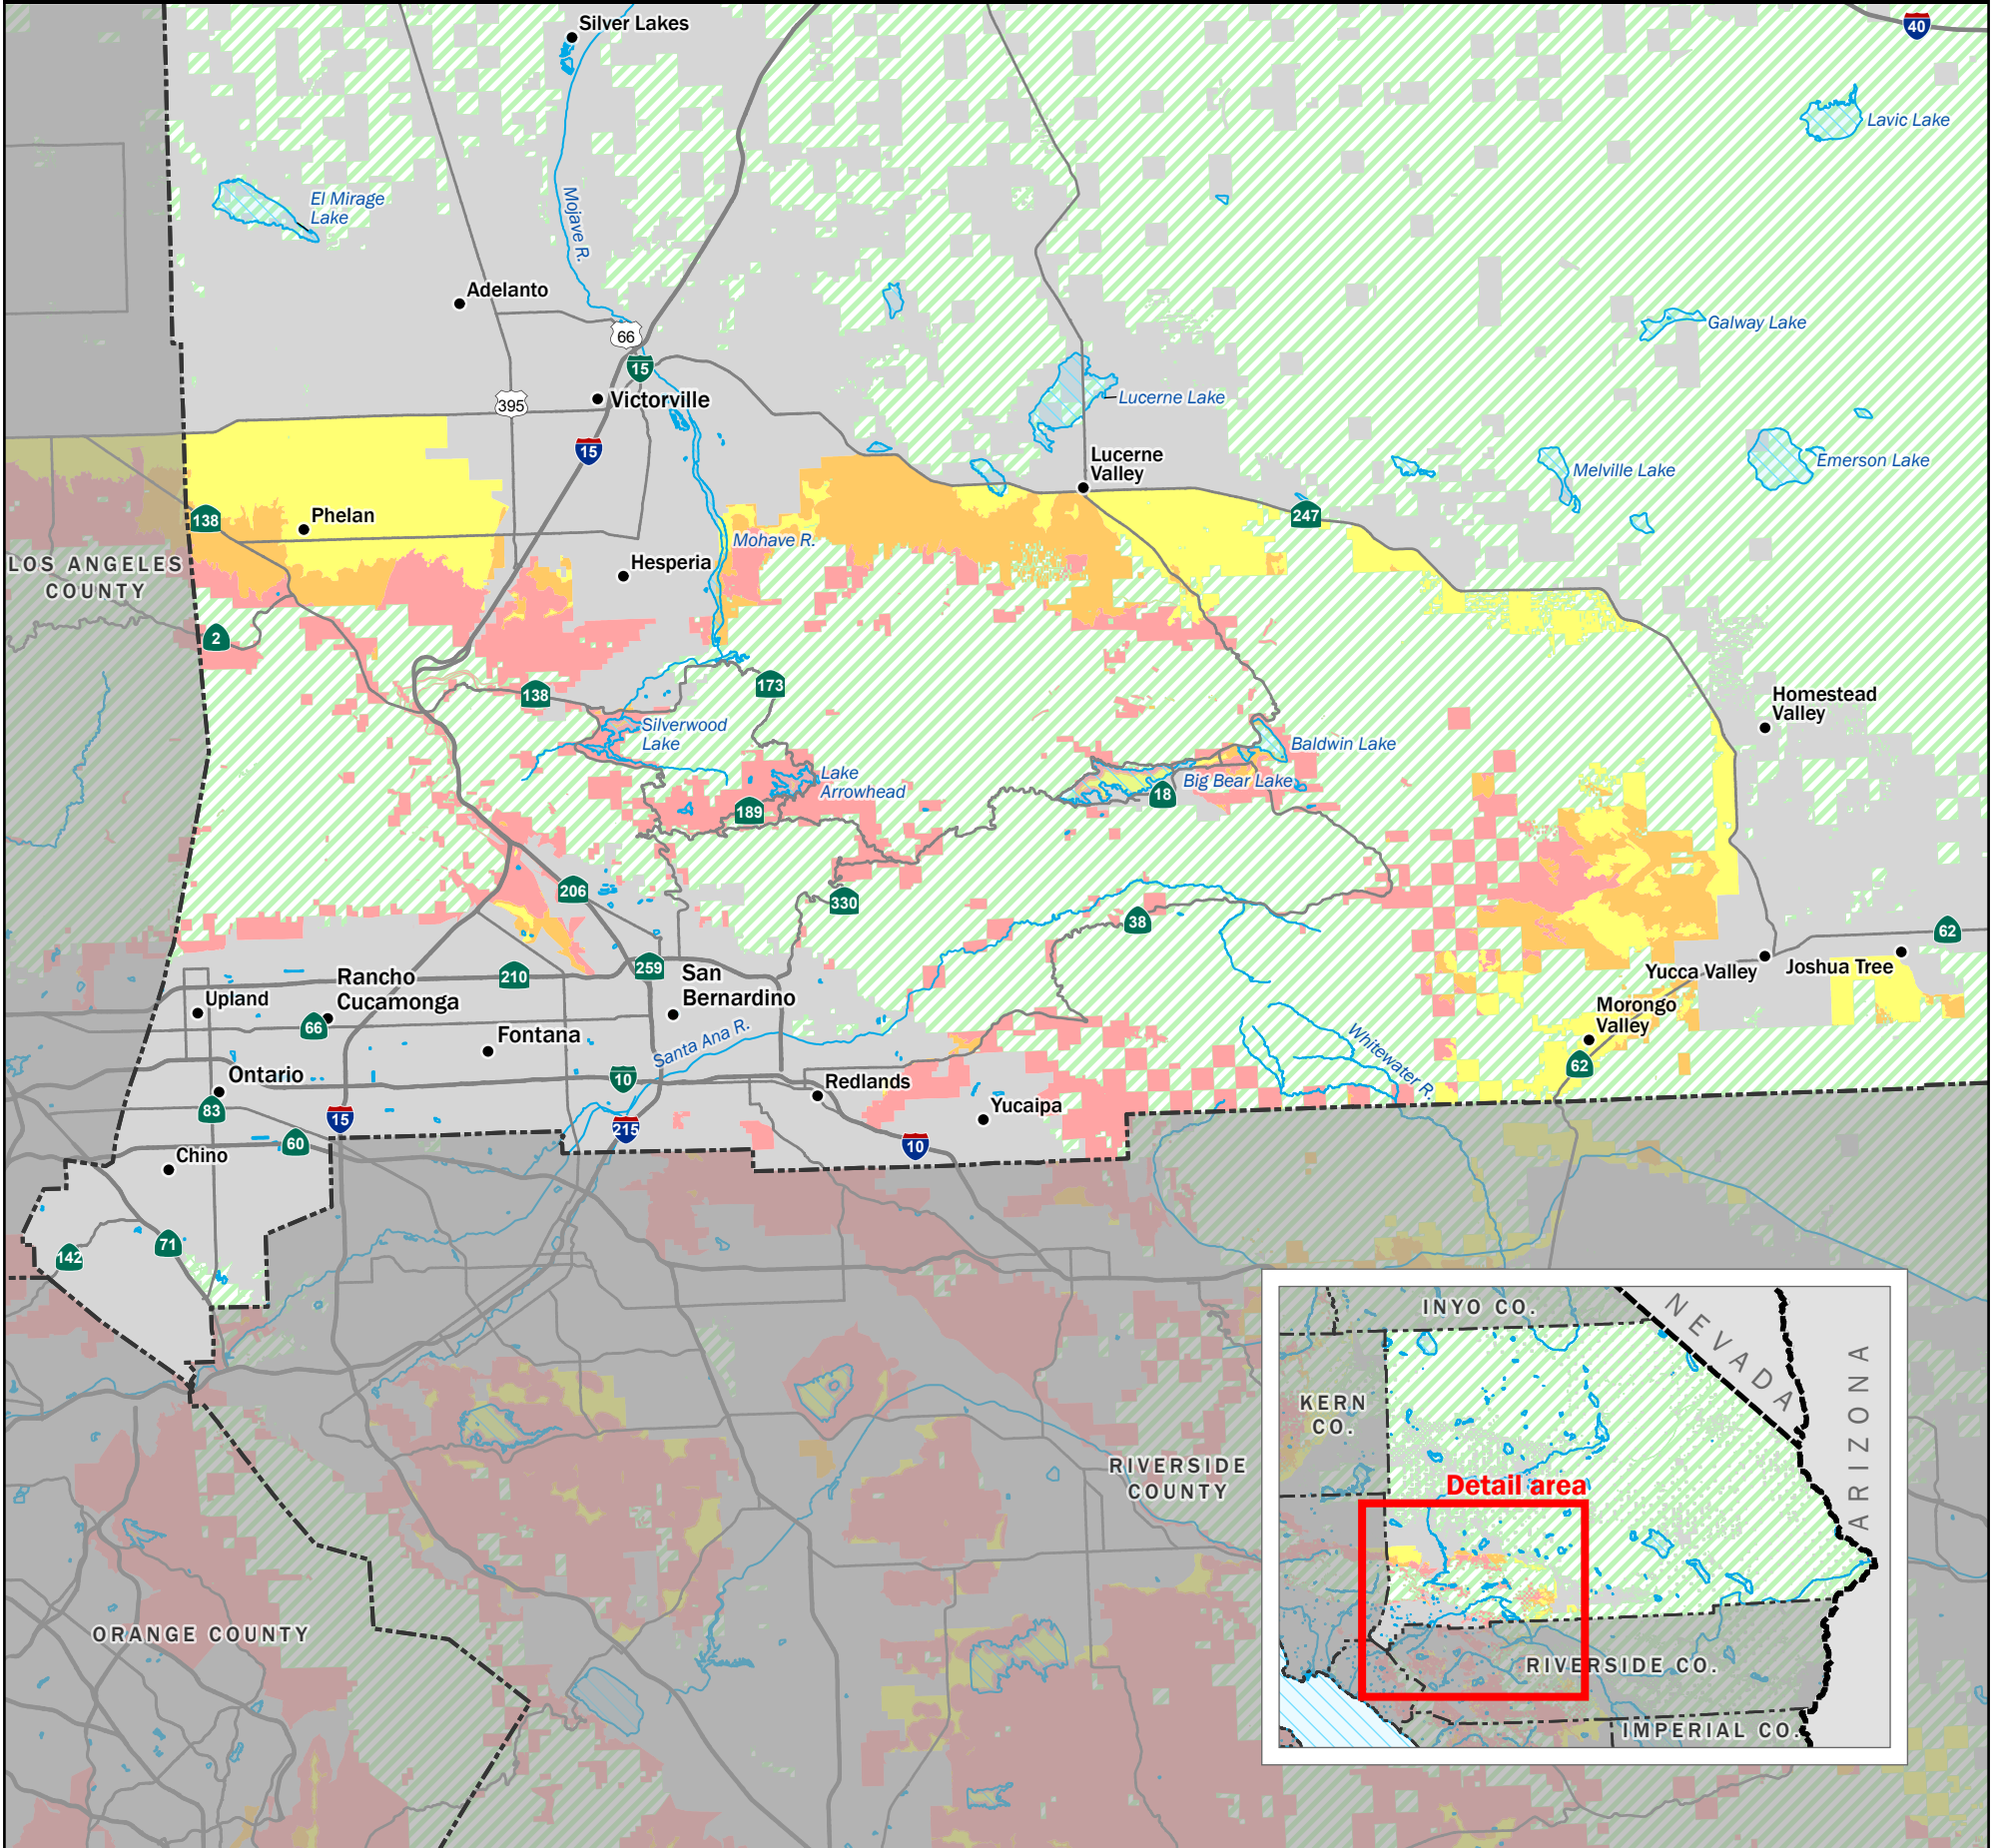 Silver Lakes
40
Lavic Lake
El Mirage
Lake
Mojave R.
Adelanto
66
15
Galway Lake
395
Victorville
Lucerne Lake
15
Lucerne
Valley
Melville Lake
Emerson Lake
138
Phelan
247
Mohave R.
LOS ANGELES
COUNTY
Hesperia
2
173
138
Homestead
Valley
Silverwood
Lake
Baldwin Lake
Lake
Arrowhead
Big Bear Lake
18
189
206
330
38
62
Yucca Valley
Joshua Tree
259
210
Rancho
Cucamonga
San
Bernardino
Upland
66
Morongo
Valley
Fontana
Santa Ana R.
Whitewater R.
62
Ontario
10
Redlands
83
15
Yucaipa
215
60
10
Chino
71
142
RIVERSIDE
COUNTY
ORANGE COUNTY
INYO CO.
NEVADA
ARIZONA
KERN
CO.
Detail area
RIVERSIDE CO.
IMPERIAL CO.